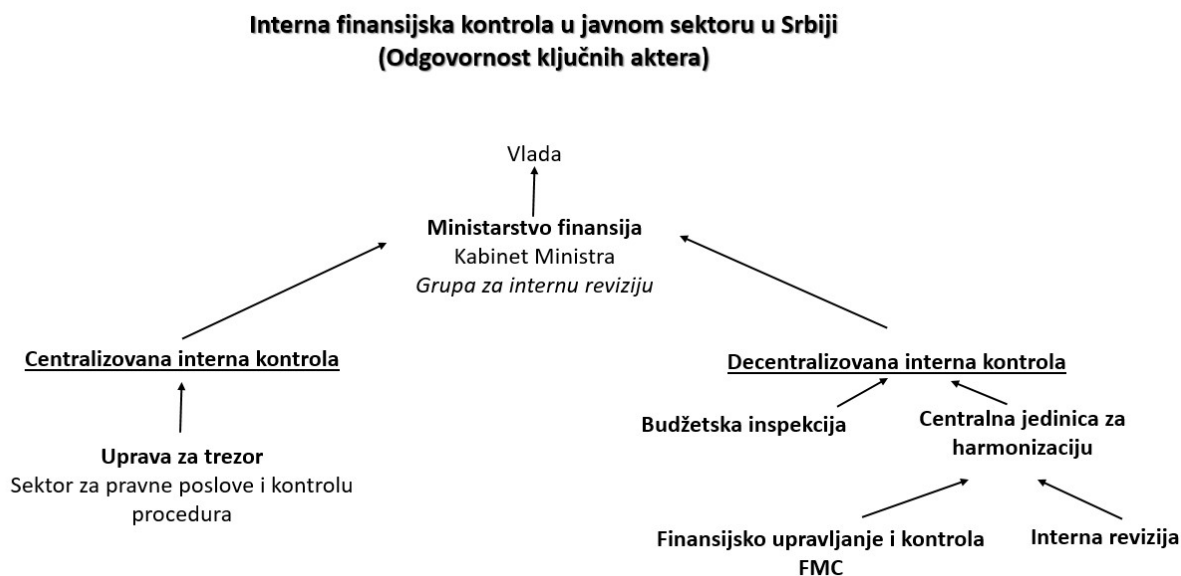 Interna finansijska kontrola u javnom sektoru u Srbiji
(Odgovornost ključnih aktera)
Vlada
Ministarstvo finansija
Kabinet Ministra
Grupa za internu reviziju
Centralizovana interna kontrola
Decentralizovana interna kontrola
Budžetska inspekcija
Centralna jedinica za
harmonizaciju
Uprava za trezor
Sektor za pravne poslove i kontrolu
procedura
Finansijsko upravljanje i kontrola
FMC
Interna revizija